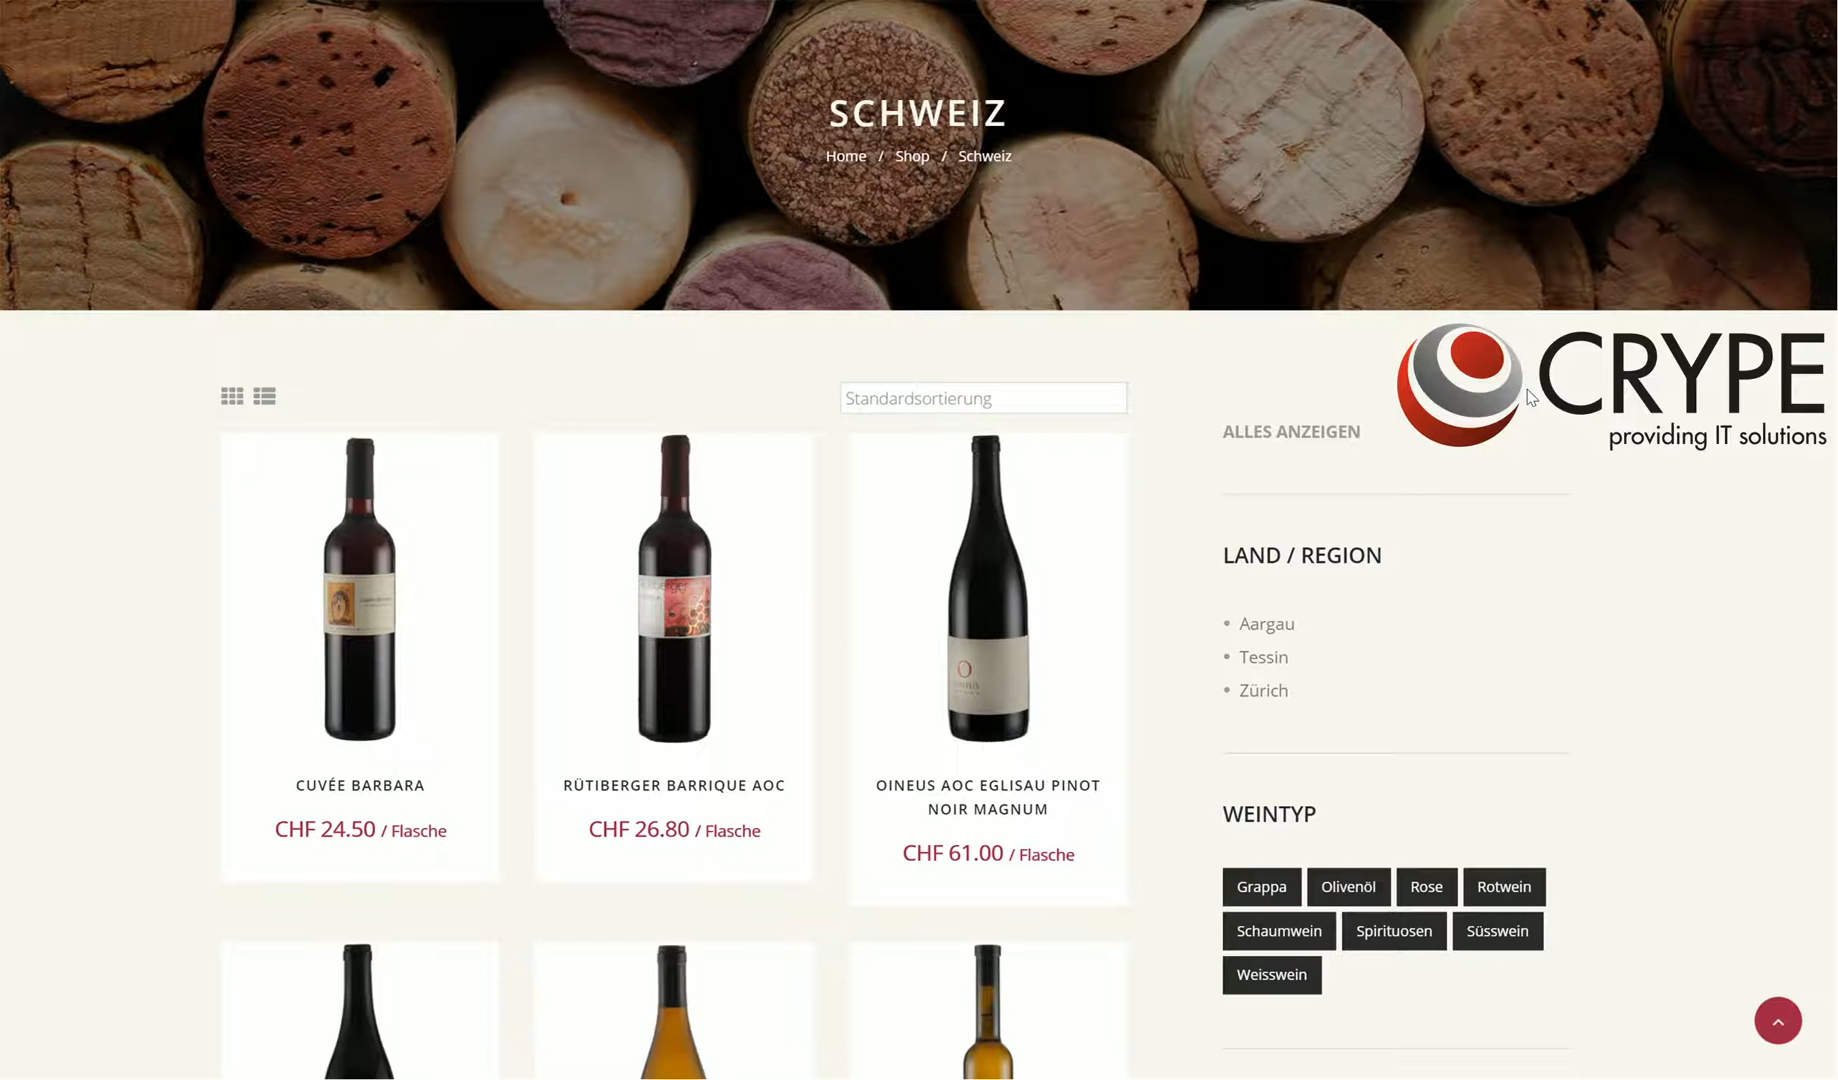 SCHWEIZ
Home / Shop / Schweiz
CRYPE
providing IT solutions
Standardsortierung
ALLES ANZEIGEN
LAND / REGION
Aargau
Tessin
Zürich
CUVÉE BARBARA
CHF 24.50 / Flasche
RÜTIBERGER BARRIQUE AOC
CHF 26.80 / Flasche
OINEUS AOC EGLISAU PINOT
NOIR MAGNUM
CHF 61.00 / Flasche
WEINTYP
Grappa
Olivenöl
Rose
Rotwein
Schaumwein
Spirituosen
Süsswein
Weisswein